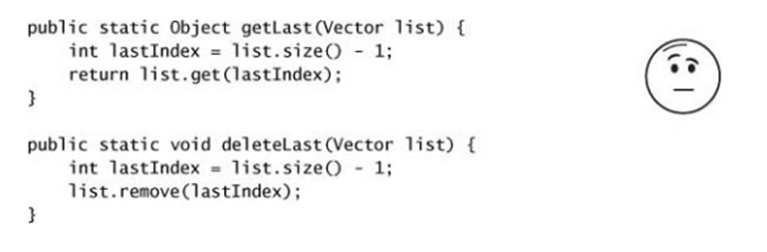 public static Object getLast(Vector list) {
    int lastIndex = list.size() - 1;
    return list.get(lastIndex);
}
public static void deleteLast(Vector list) {
    int lastIndex = list.size() - 1;
    list.remove(lastIndex);
}